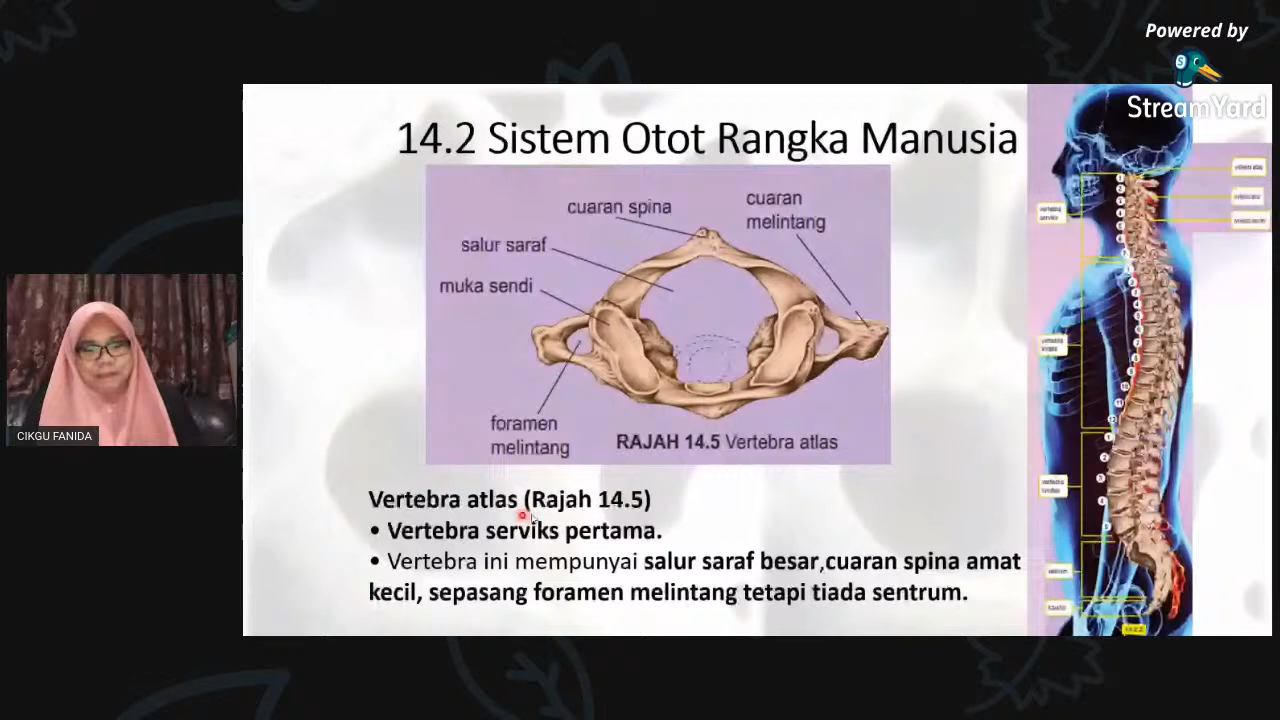 Powered by
StreamYard
14.2 Sistem Otot Rangka Manusia
cuaran spina
cuaran
melintang
salur saraf
muka sendi
foramen
melintang
RAJAH 14.5 Vertebra atlas
CIKGU FANIDA
Vertebra atlas (Rajah 14.5)
• Vertebra serviks pertama.
• Vertebra ini mempunyai salur saraf besar,cuaran spina amat
kecil, sepasang foramen melintang tetapi tiada sentrum.